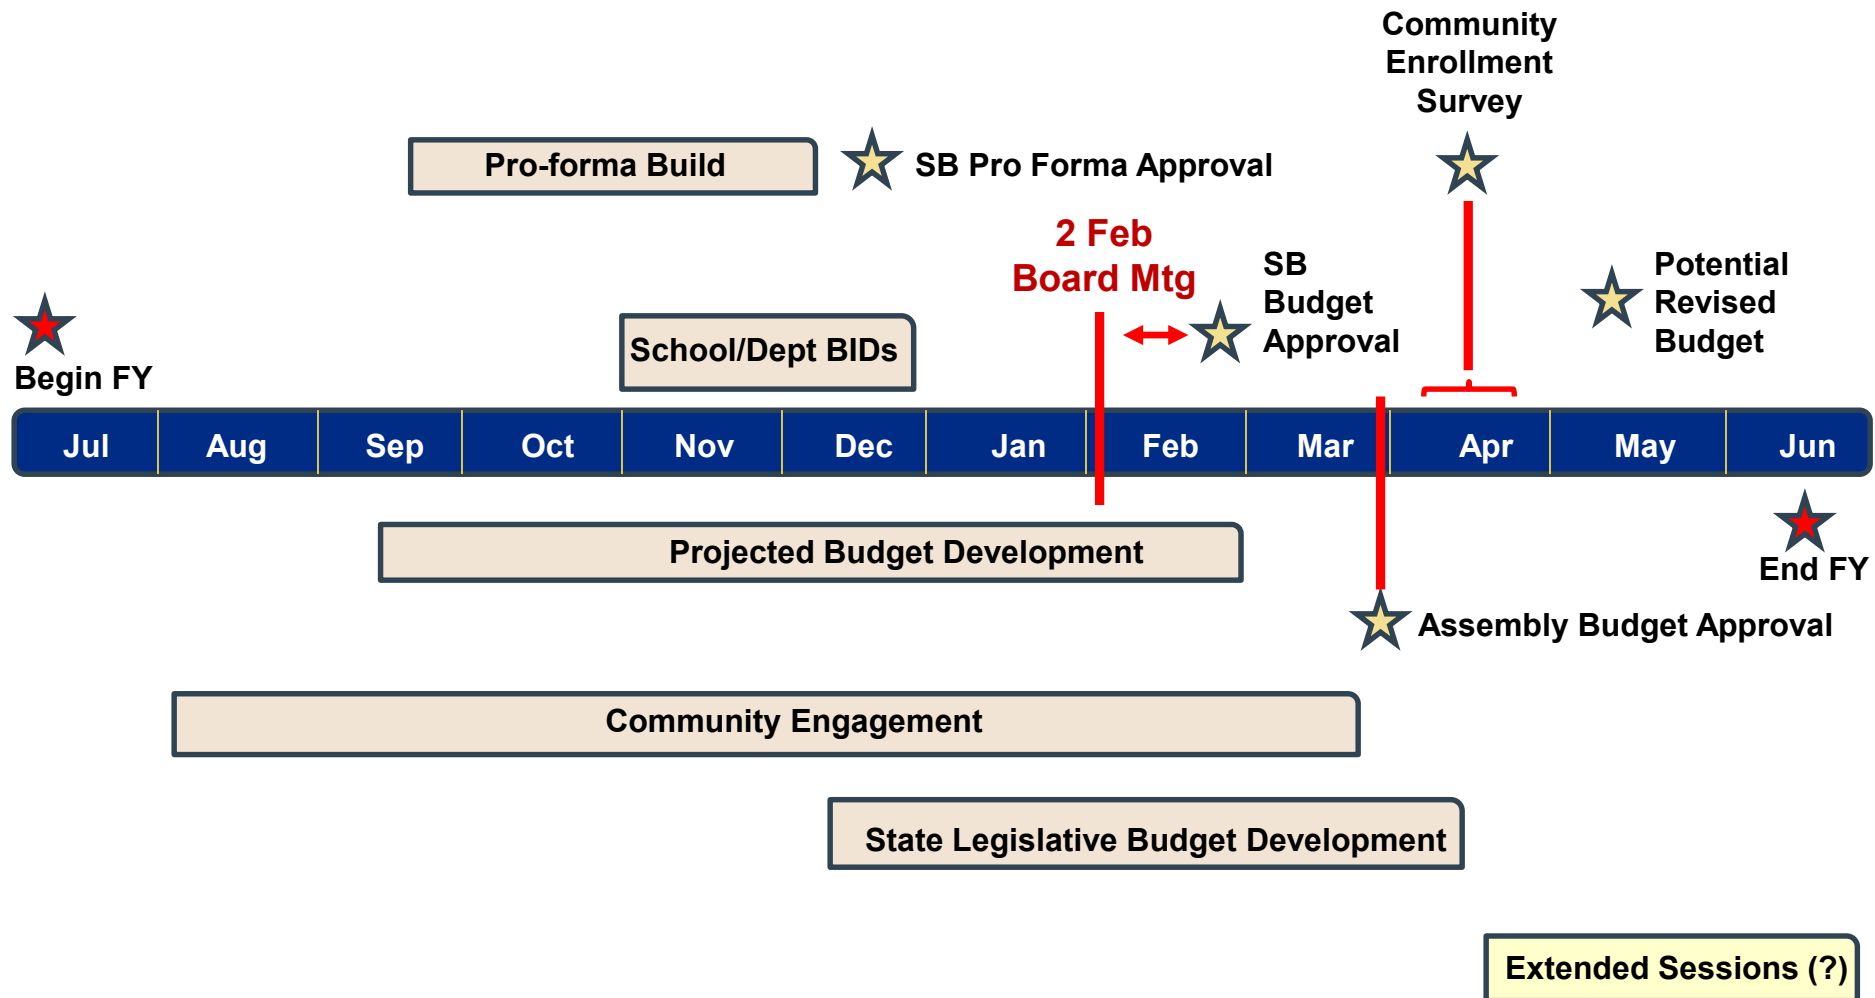 Community
Enrollment
Survey
Pro-forma Build
SB Pro Forma Approval
2 Feb
Board Mtg
SB
Budget
Approval
Potential
Revised
Budget
School/Dept BIDs
Begin FY
Jul Aug Sep Oct Nov Dec Jan Feb Mar Apr May Jun
Projected Budget Development
End FY
Assembly Budget Approval
Community Engagement
State Legislative Budget Development
Extended Sessions (?)